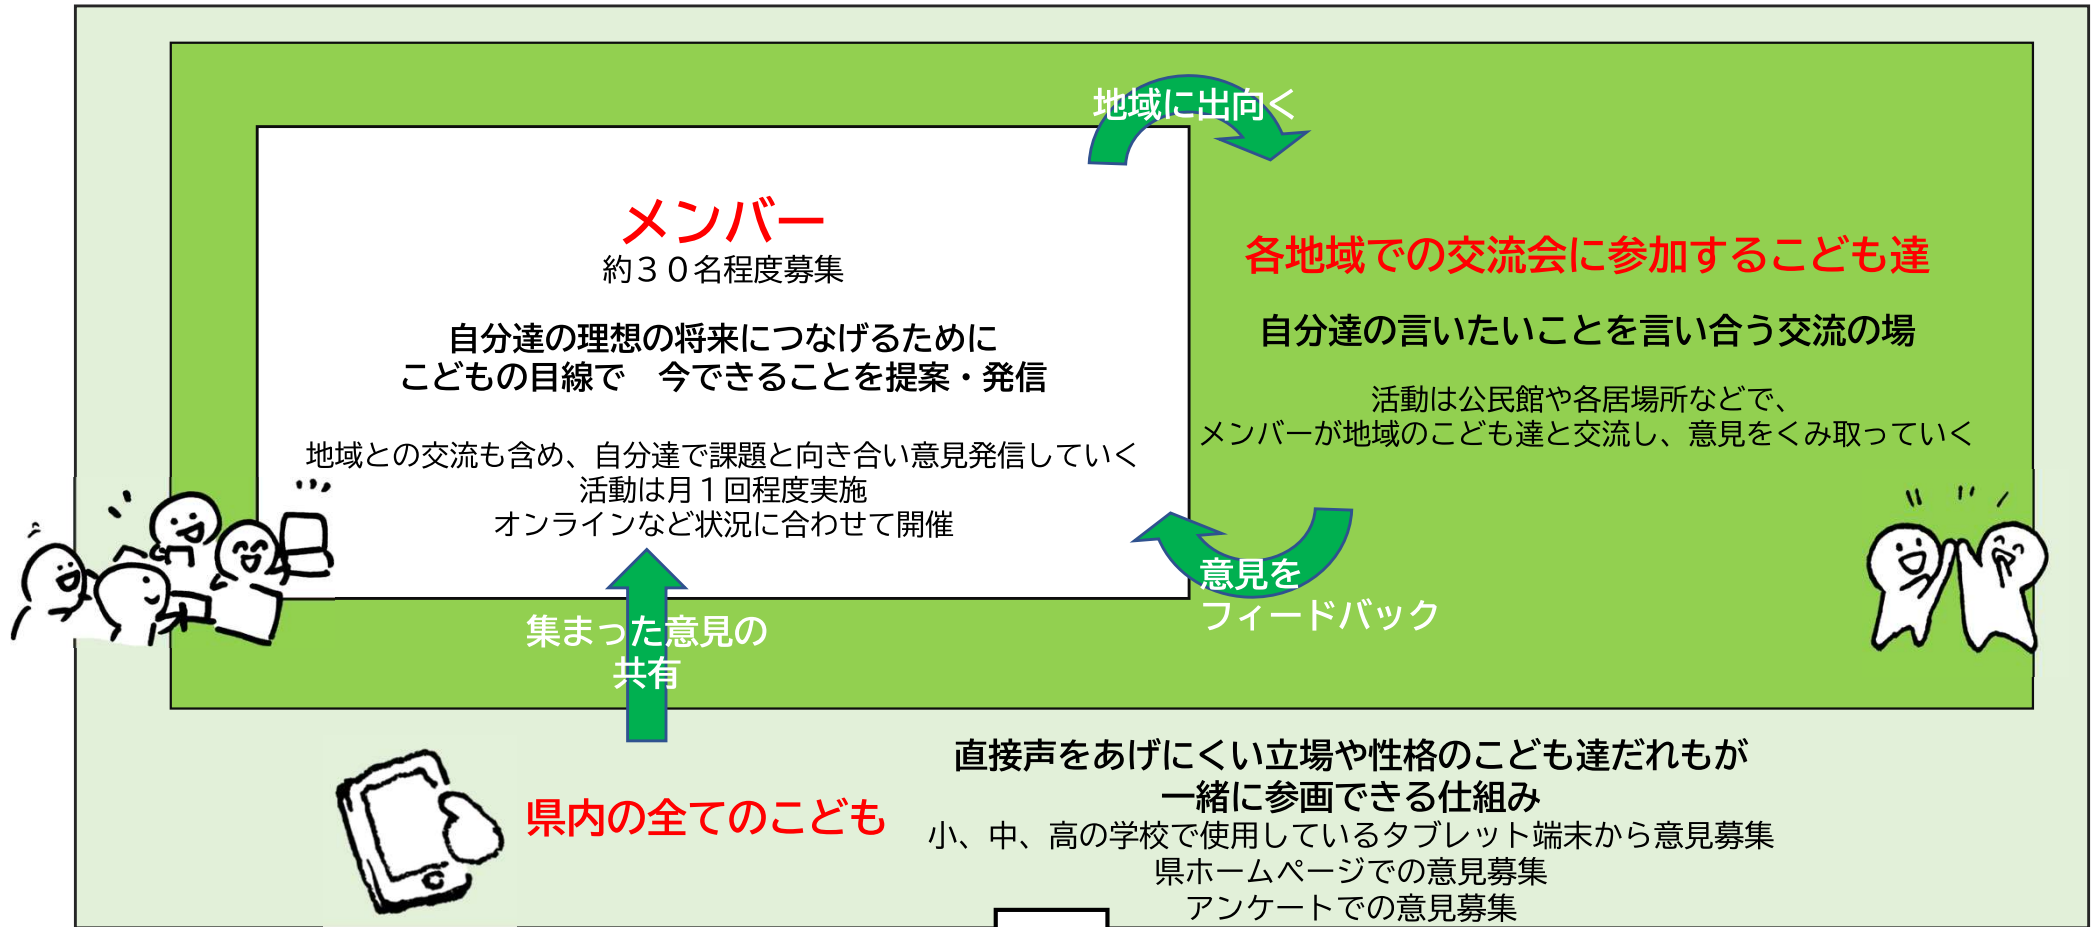 地域に出向く
メンバー
約３０名程度募集
自分達の理想の将来につなげるために
こどもの目線で　今できることを提案・発信
地域との交流も含め、自分達で課題と向き合い意見発信していく
活動は月１回程度実施
オンラインなど状況に合わせて開催
各地域での交流会に参加するこども達
自分達の言いたいことを言い合う交流の場
活動は公民館や各居場所などで、
メンバーが地域のこども達と交流し、意見をくみ取っていく
意見を
フィードバック
集まった意見の
共有
県内の全てのこども
直接声をあげにくい立場や性格のこども達だれもが
一緒に参画できる仕組み
小、中、高の学校で使用しているタブレット端末から意見募集
県ホームページでの意見募集
アンケートでの意見募集